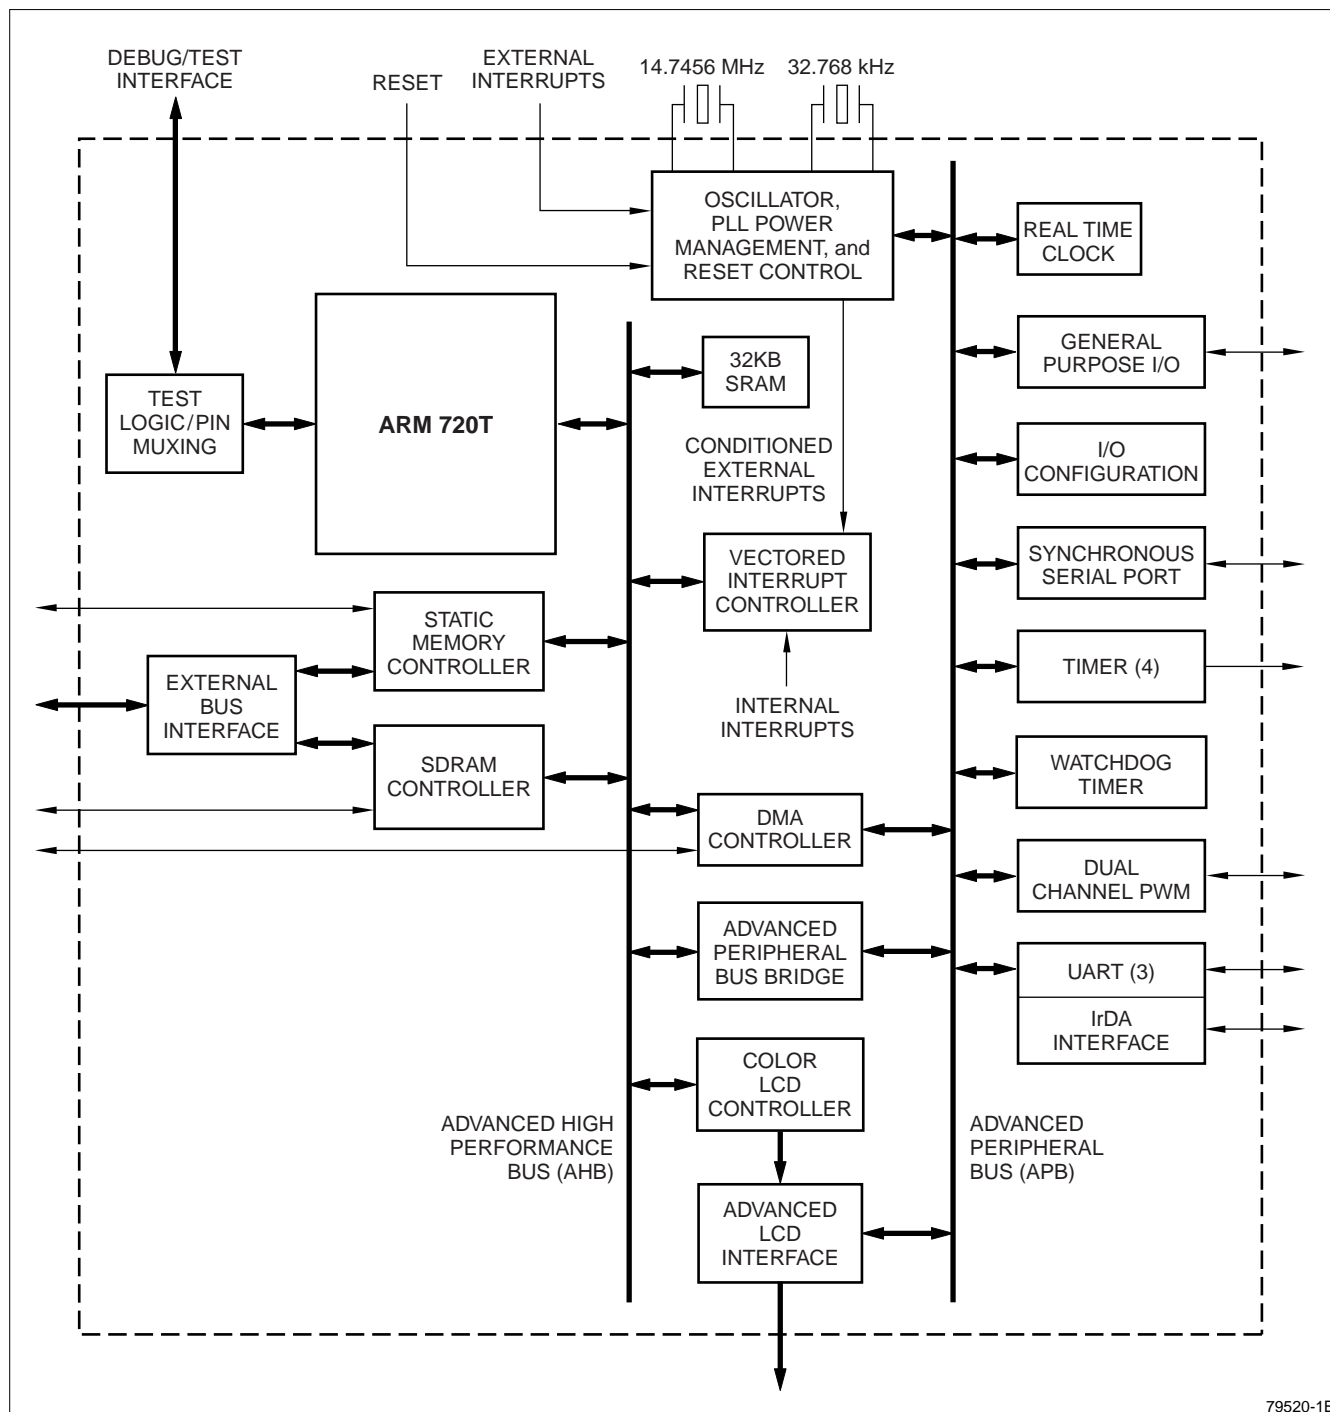 DEBUG/TEST
INTERFACE
RESET
EXTERNAL
INTERRUPTS
14.7456 MHz
32.768 kHz
OSCILLATOR,
PLL POWER
MANAGEMENT, and
RESET CONTROL
REAL TIME
CLOCK
GENERAL
PURPOSE I/O
32KB
SRAM
TEST
LOGIC/PIN
MUXING
ARM 720T
CONDITIONED
EXTERNAL
INTERRUPTS
I/O
CONFIGURATION
VECTORED
INTERRUPT
CONTROLLER
SYNCHRONOUS
SERIAL PORT
STATIC
MEMORY
CONTROLLER
EXTERNAL
BUS
INTERFACE
TIMER (4)
INTERNAL
INTERRUPTS
SDRAM
CONTROLLER
WATCHDOG
TIMER
DMA
CONTROLLER
DUAL
CHANNEL PWM
ADVANCED
PERIPHERAL
BUS BRIDGE
UART (3)
IrDA
INTERFACE
COLOR
LCD
CONTROLLER
ADVANCED HIGH
PERFORMANCE
BUS (AHB)
ADVANCED
PERIPHERAL
BUS (APB)
ADVANCED
LCD
INTERFACE